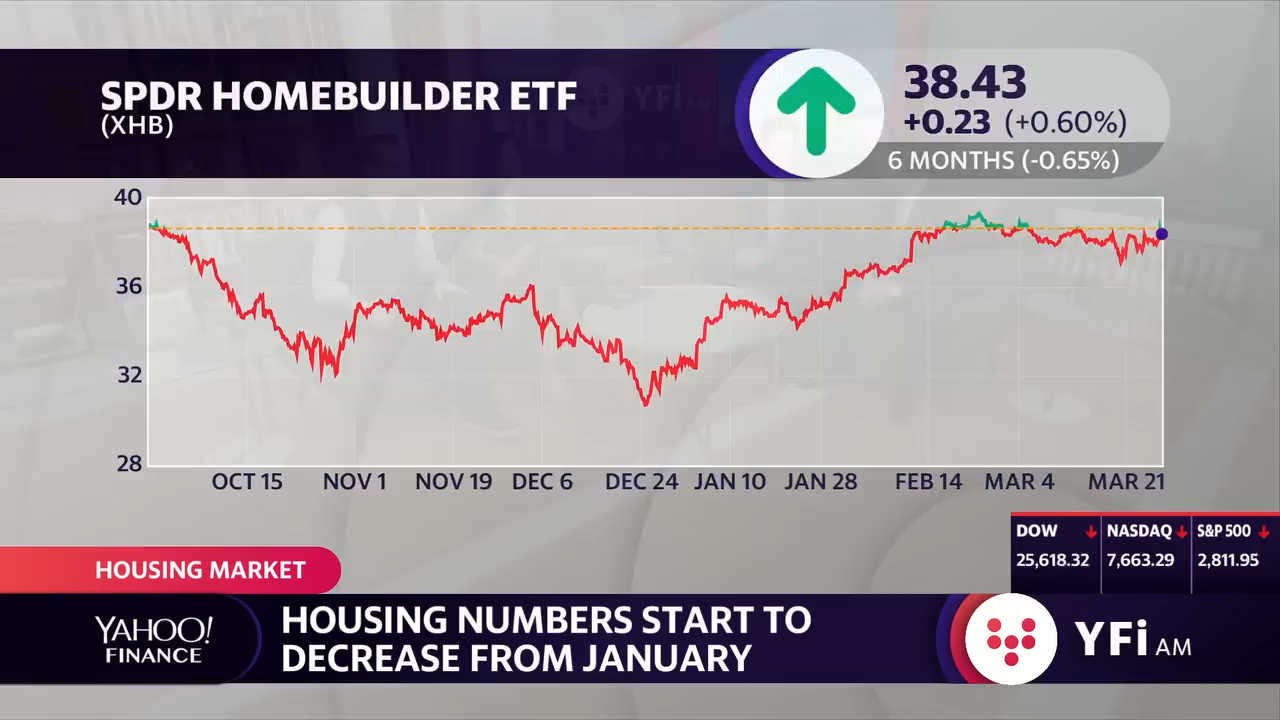 SPDR HOMEBUILDER ETF
(XHB)
38.43
+0.23 (+0.60%)
6 MONTHS (-0.65%)
YFi AM
40
36
32
28
OCT 15 NOV 1 NOV 19 DEC 6 DEC 24 JAN 10 JAN 28 FEB 14 MAR 4 MAR 21
DOW NASDAQ S&P 500
25,618.32 7,663.29 2,811.95
HOUSING MARKET
YAHOO!
FINANCE
HOUSING NUMBERS START TO
DECREASE FROM JANUARY
YFi AM